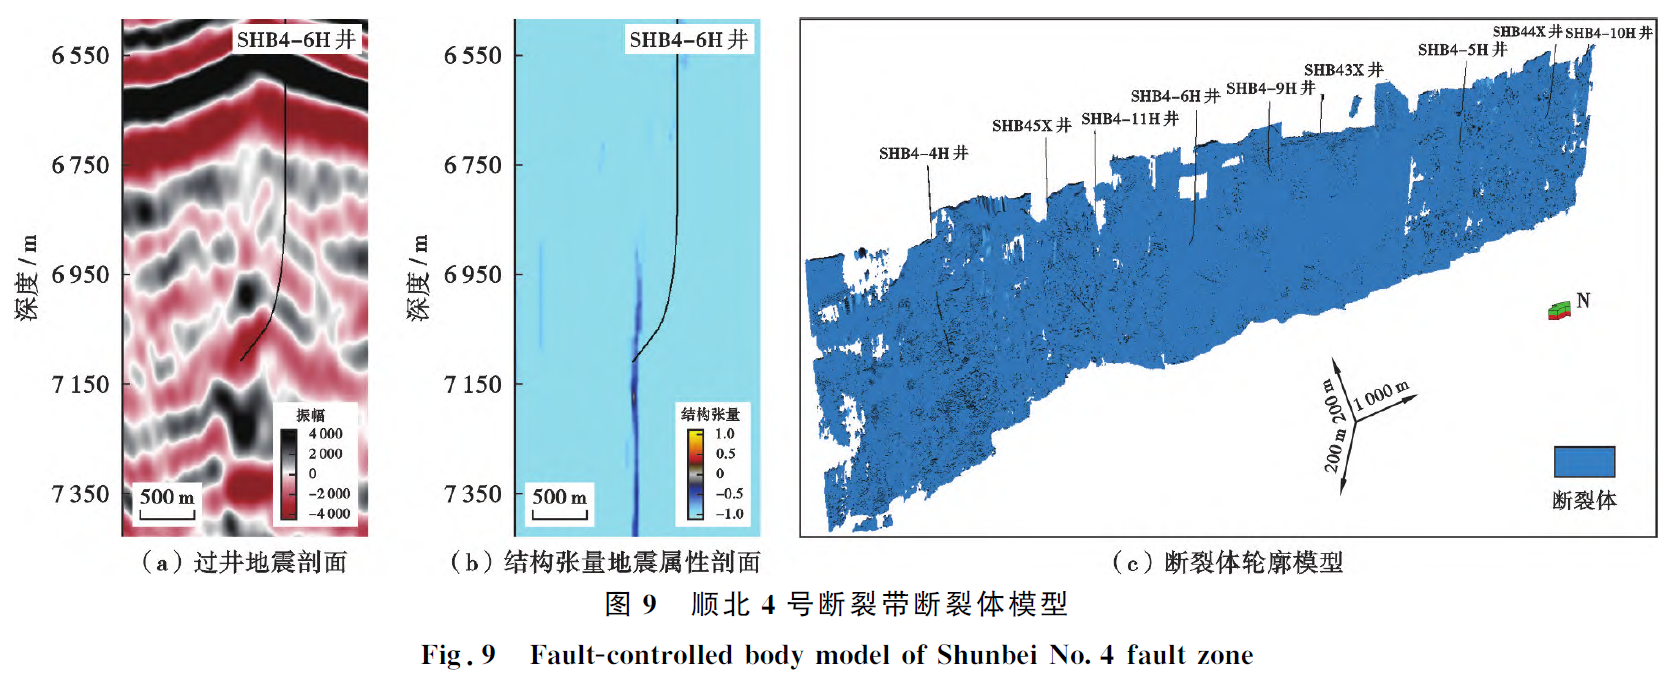 SHB4-6H 井
6 550
6 750
6 950
7 150
7 350
深度/m
振幅
4 000
2 000
0
-2 000
-4 000
500 m
(a) 过井地震剖面
SHB4-6H 井
6 550
6 750
6 950
7 150
7 350
深度/m
结构张量
1.0
0.5
0
-0.5
-1.0
500 m
(b) 结构张量地震属性剖面
SHB44X 井
SHB4-10H 井
SHB4-5H 井
SHB43X 井
SHB4-9H 井
SHB4-6H 井
SHB4-11H 井
SHB45X 井
SHB4-4H 井
N
200 m
1 000 m
200 m
断裂体
(c) 断裂体轮廓模型
图 9 顺北 4 号断裂带断裂体模型
Fig. 9 Fault-controlled body model of Shunbei No. 4 fault zone